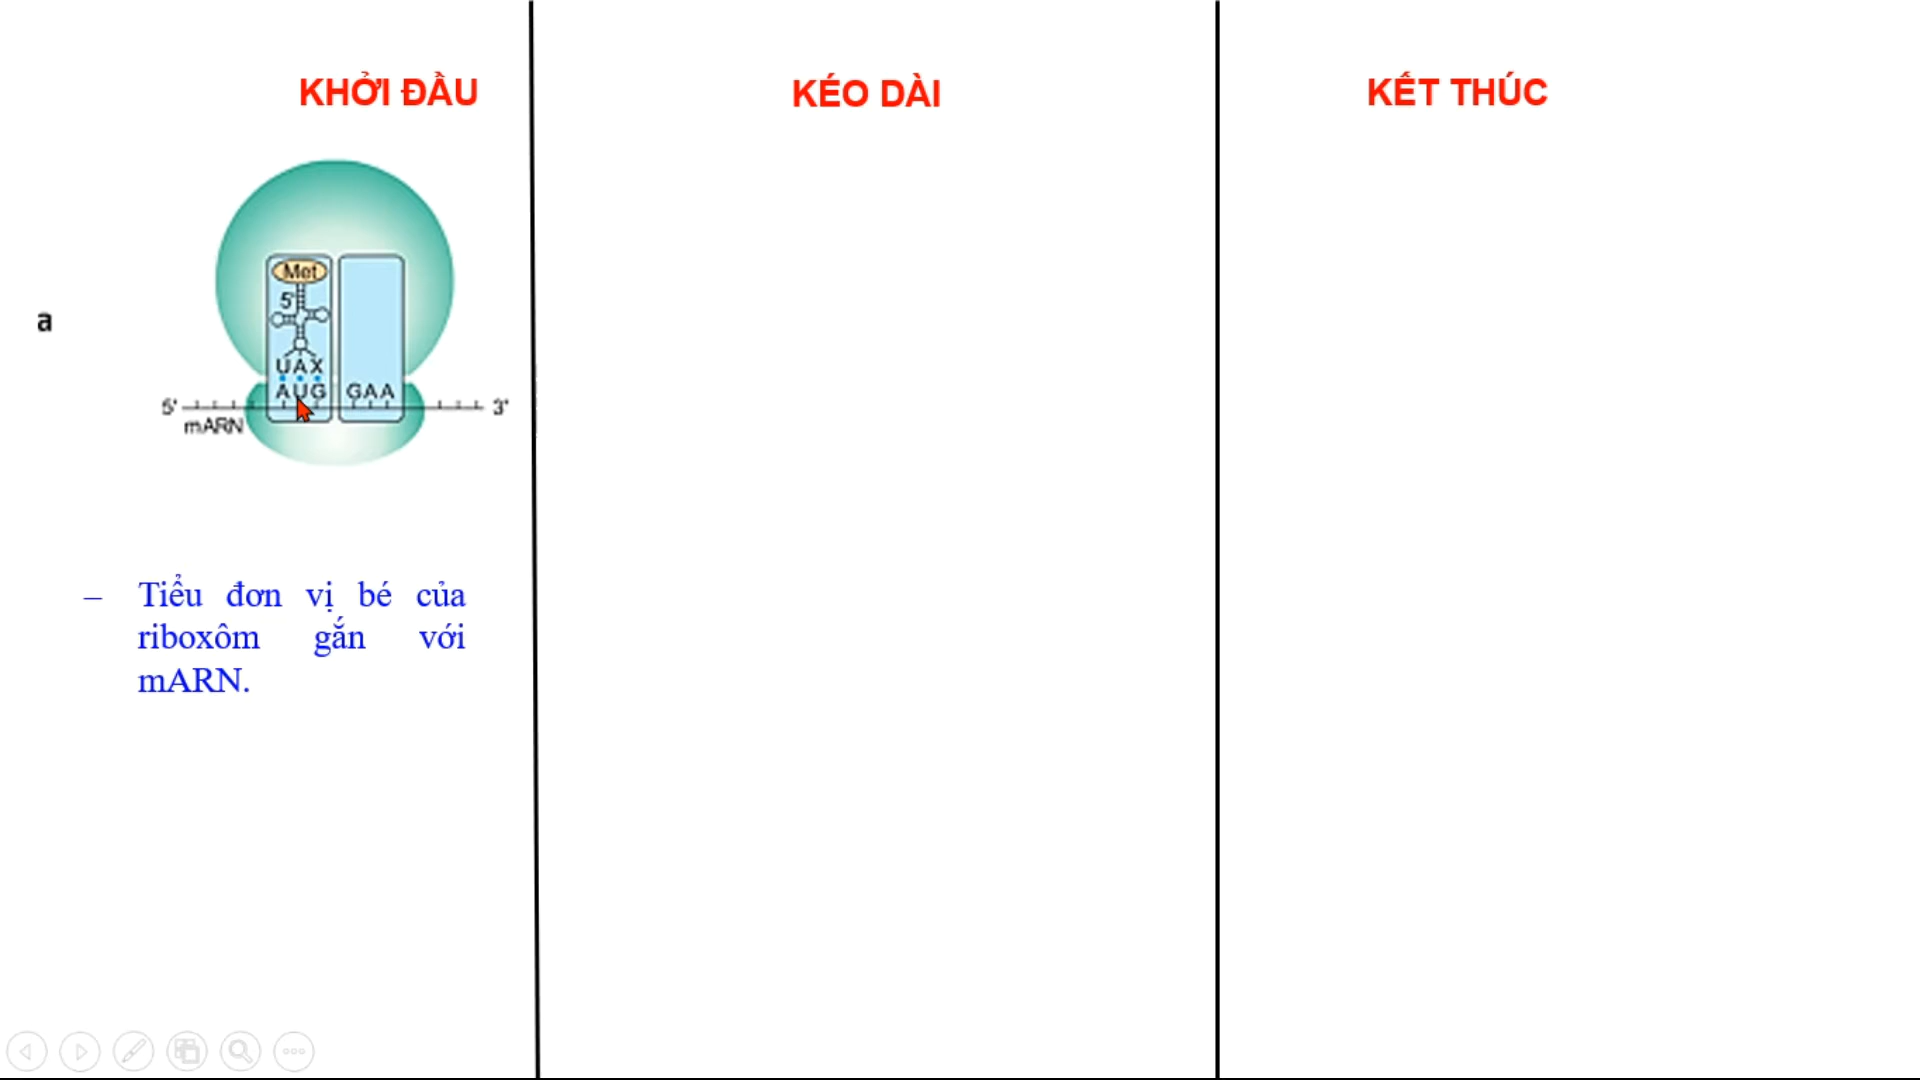 KHỞI ĐẦU
KÉO DÀI
KẾT THÚC
a
Met
5'
UAX
AUG GAA
5' 3'
mARN
– Tiểu đơn vị bé của
riboxôm gắn với
mARN.